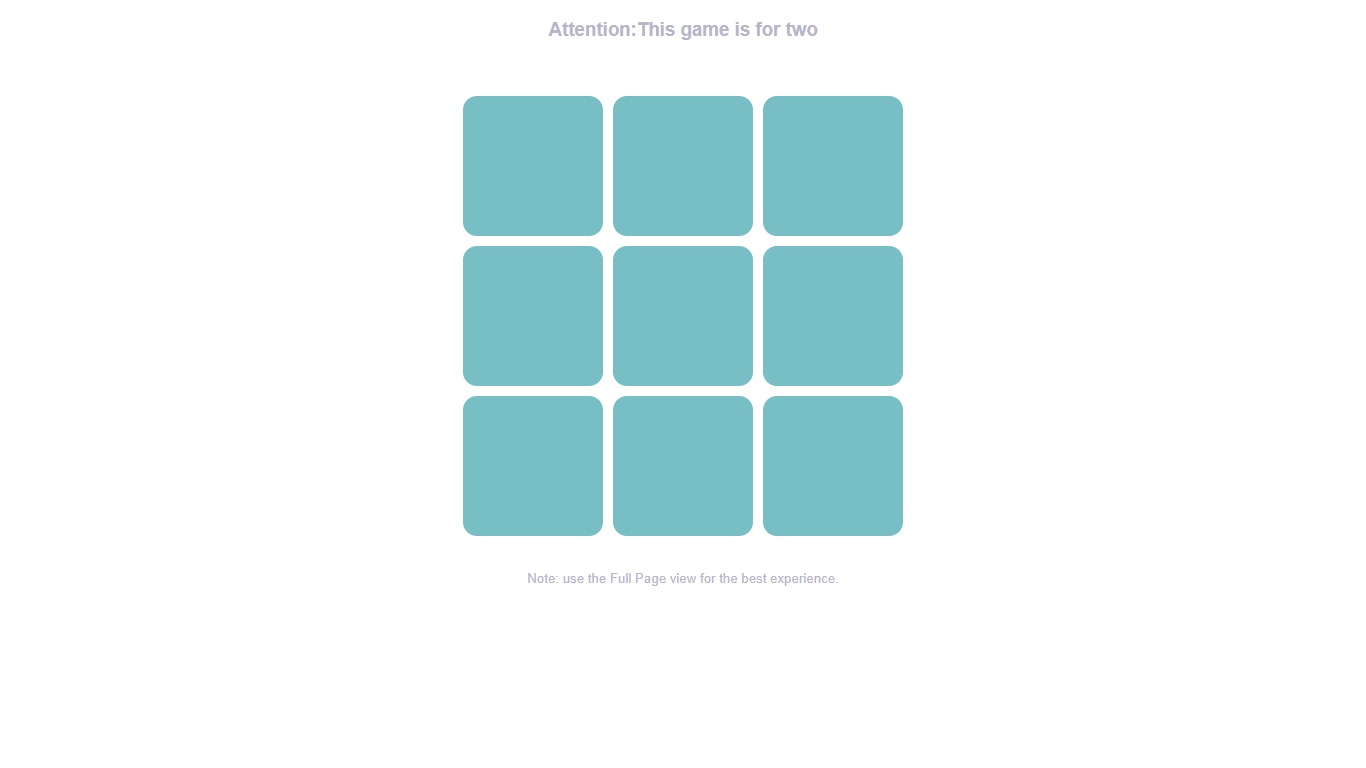 Attention:This game is for two
Note: use the Full Page view for the best experience.